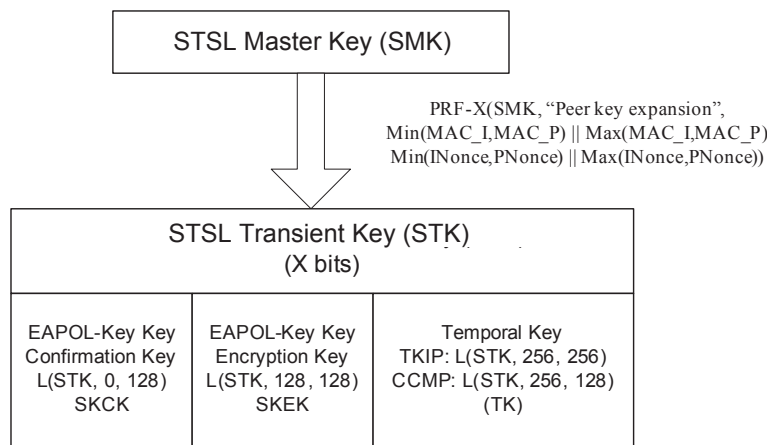 STSL Master Key (SMK)
PRF-X(SMK, “Peer key expansion”,
Min(MAC_I,MAC_P) || Max(MAC_I,MAC_P)
Min(INonce,PNonce) || Max(INonce,PNonce))
STSL Transient Key (STK)
(X bits)
EAPOL-Key Key
Confirmation Key
L(STK, 0, 128)
SKCK
EAPOL-Key Key
Encryption Key
L(STK, 128, 128)
SKEK
Temporal Key
TKIP: L(STK, 256, 256)
CCMP: L(STK, 256, 128)
(TK)